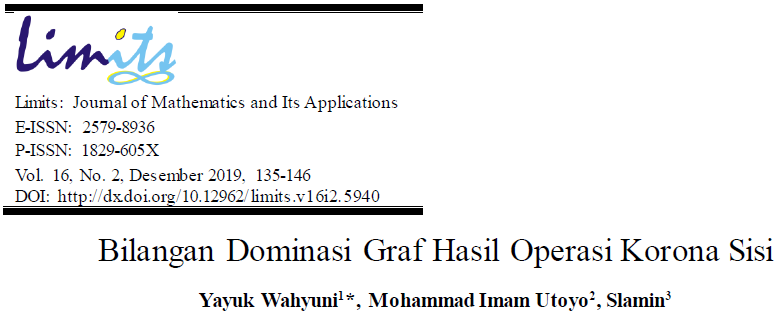 Limits
Limits: Journal of Mathematics and Its Applications
E-ISSN: 2579-8936
P-ISSN: 1829-605X
Vol. 16, No. 2, Desember 2019, 135-146
DOI: http://dx.doi.org/10.12962/limits.v16i2.5940
Bilangan Dominasi Graf Hasil Operasi Korona Sisi
Yayuk Wahyuni¹*, Mohammad Imam Utoyo², Slamin³